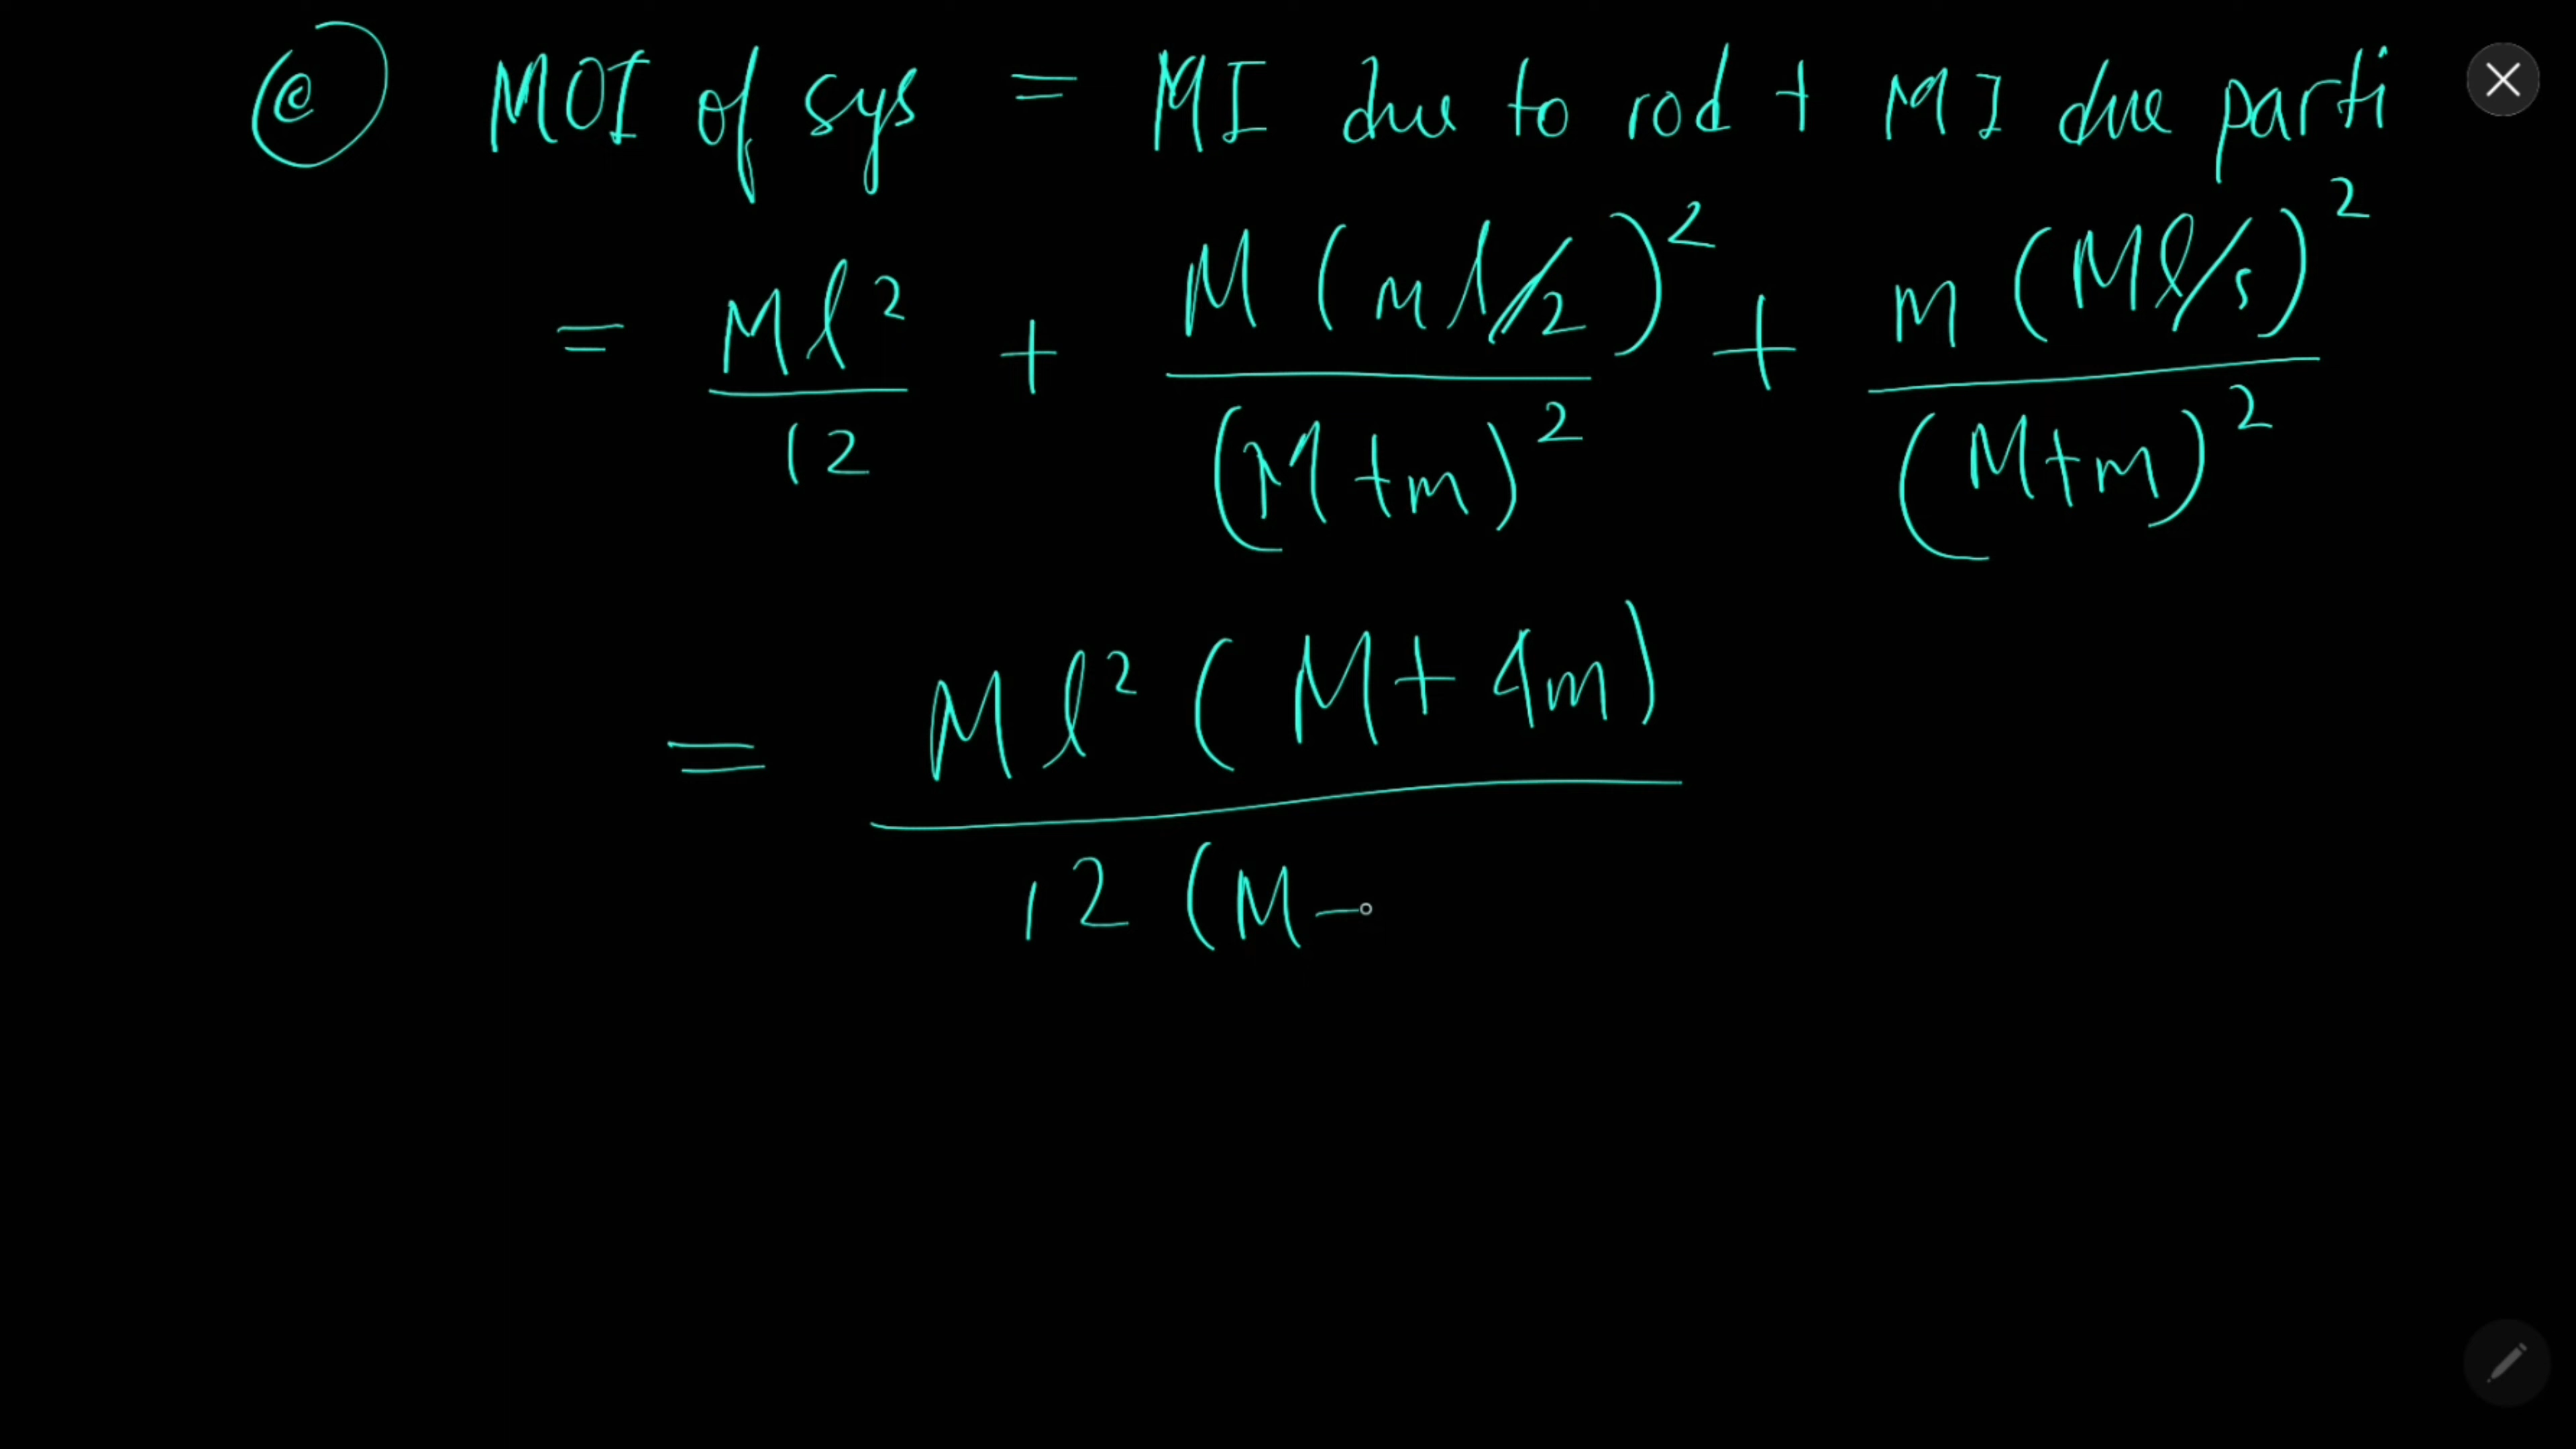 (e) MOI of sys = MI due to rod + MI due parti
= Ml²/12 + M(ml/2)²/(M+m)² + m(Ml/s)²/(M+m)²
= Ml²(M+4m)/12(M-